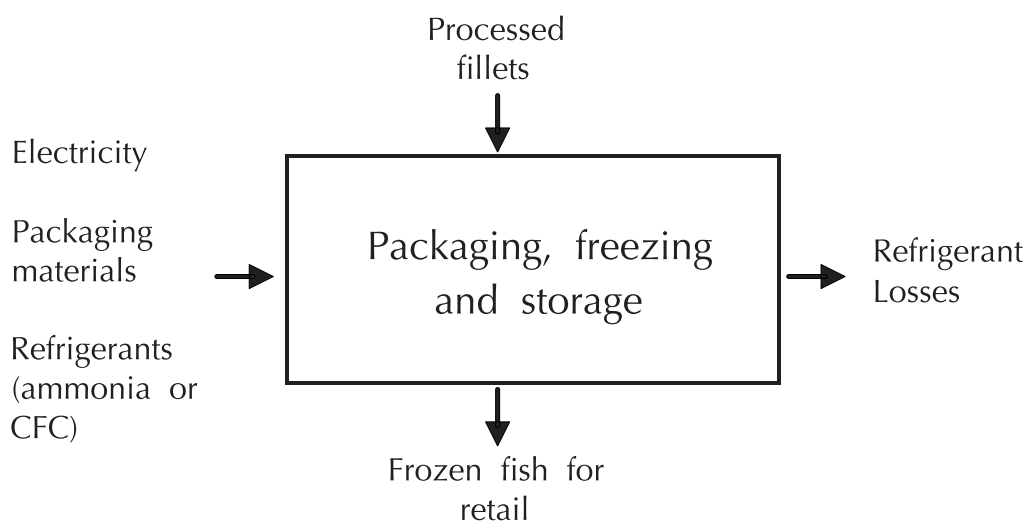 Processed
fillets
Electricity
Packaging
materials
Refrigerants
(ammonia or
CFC)
Packaging, freezing
and storage
Refrigerant
Losses
Frozen fish for
retail